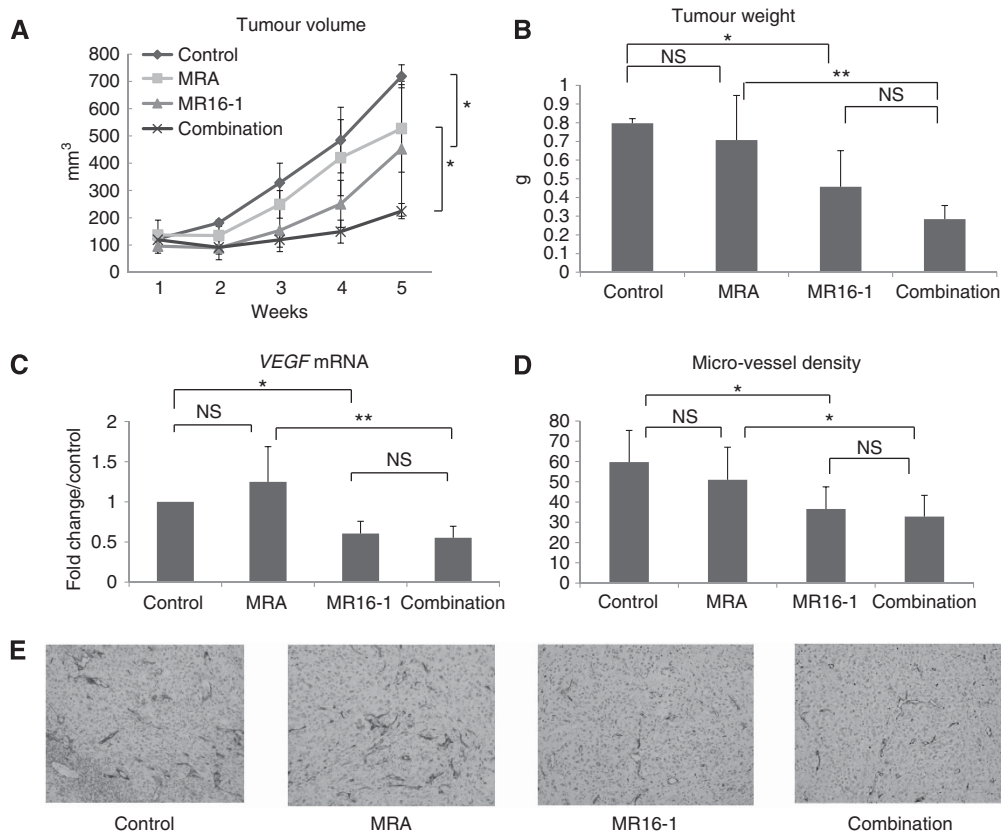 A
Tumour volume
mm3
800
700
600
500
400
300
200
100
0
Control
MRA
MR16-1
Combination
*
*
1 2 3 4 5
Weeks
B
Tumour weight
*
NS
**
NS
g
1
0.9
0.8
0.7
0.6
0.5
0.4
0.3
0.2
0.1
0
Control MRA MR16-1 Combination
C
VEGF mRNA
*
NS
**
NS
Fold change/control
2
1.5
1
0.5
0
Control MRA MR16-1 Combination
D
Micro-vessel density
*
NS
*
NS
80
70
60
50
40
30
20
10
0
Control MRA MR16-1 Combination
E
Control MRA MR16-1 Combination